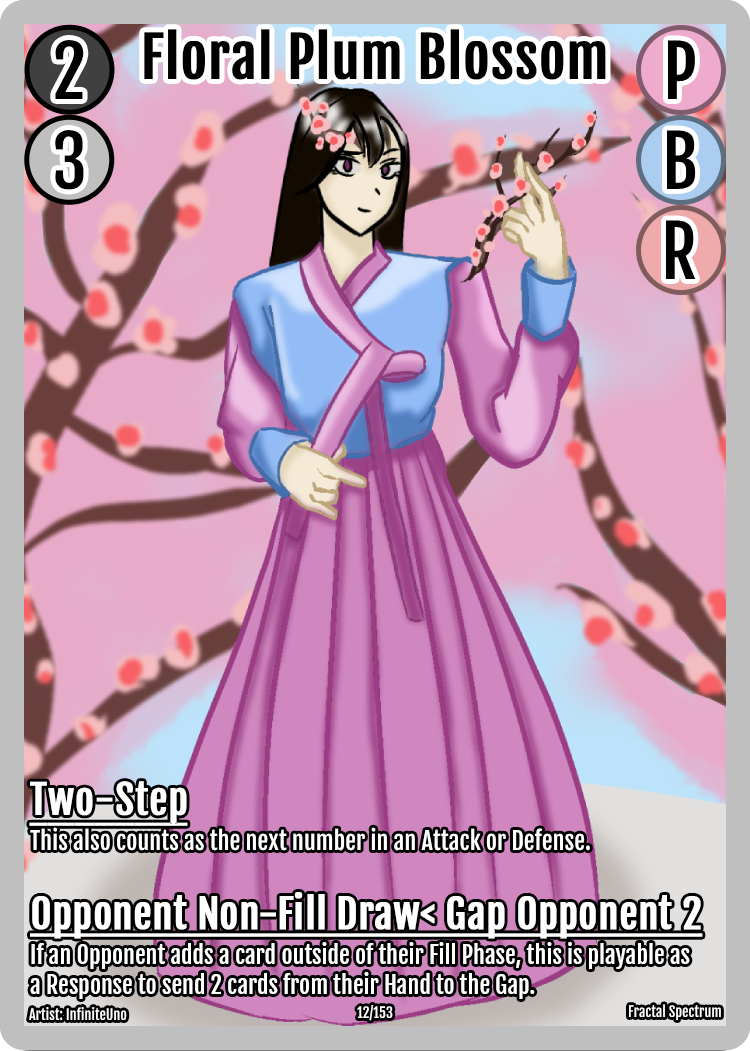 2
Floral Plum Blossom
P
3
B
R
Two-Step
This also counts as the next number in an Attack or Defense.
Opponent Non-Fill Draw< Gap Opponent 2
If an Opponent adds a card outside of their Fill Phase, this is playable as
a Response to send 2 cards from their Hand to the Gap.
Artist: InfiniteUno
12/153
Fractal Spectrum